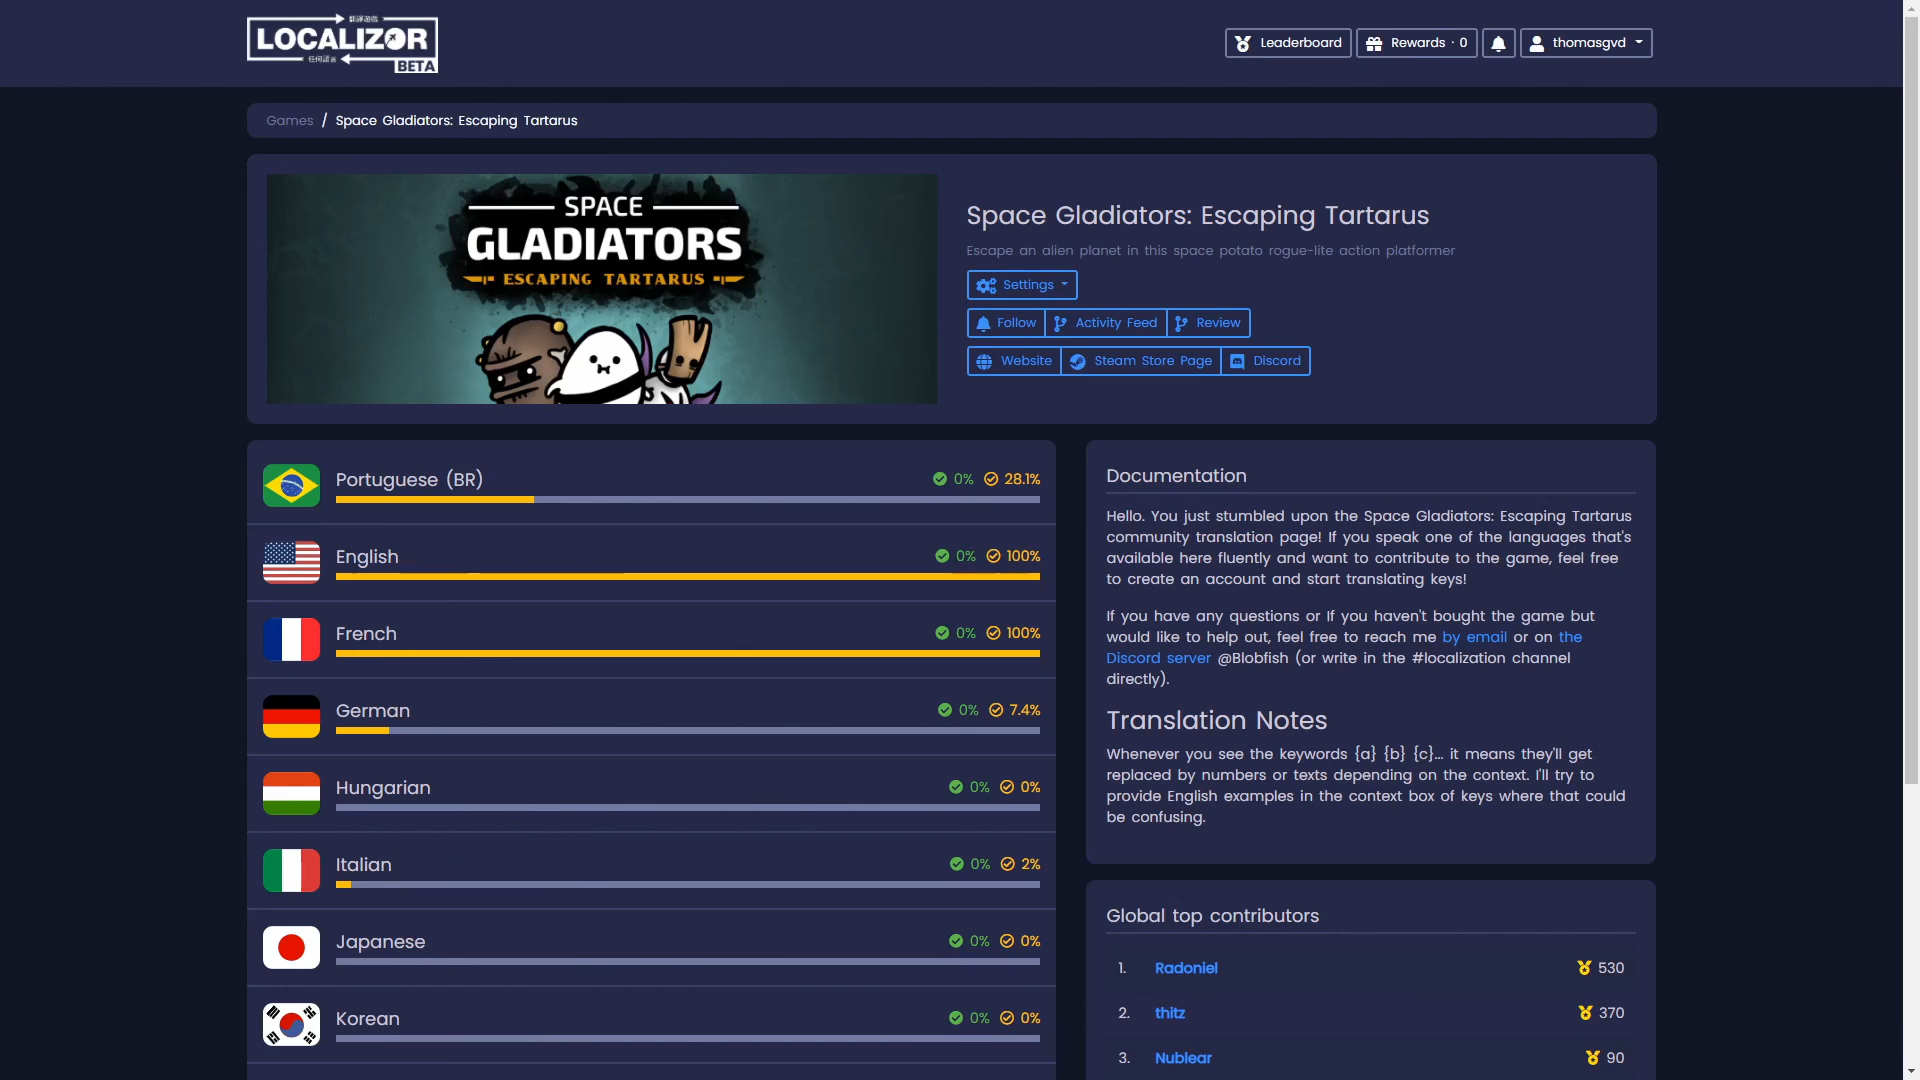 翻譯遊戲
LOCALIZOR
任何語言
BETA
Leaderboard
Rewards · 0
thomasgvd
Games / Space Gladiators: Escaping Tartarus
SPACE
GLADIATORS
ESCAPING TARTARUS
Space Gladiators: Escaping Tartarus
Escape an alien planet in this space potato rogue-lite action platformer
Settings
Follow
Activity Feed
Review
Website
Steam Store Page
Discord
Portuguese (BR)
0% 28.1%
English
0% 100%
French
0% 100%
German
0% 7.4%
Hungarian
0% 0%
Italian
0% 2%
Japanese
0% 0%
Korean
0% 0%
Documentation
Hello. You just stumbled upon the Space Gladiators: Escaping Tartarus
community translation page! If you speak one of the languages that's
available here fluently and want to contribute to the game, feel free
to create an account and start translating keys!
If you have any questions or If you haven't bought the game but
would like to help out, feel free to reach me by email or on the
Discord server @Blobfish (or write in the #localization channel
directly).
Translation Notes
Whenever you see the keywords {a} {b} {c}... it means they'll get
replaced by numbers or texts depending on the context. I'll try to
provide English examples in the context box of keys where that could
be confusing.
Global top contributors
1. Radoniel 530
2. thitz 370
3. Nublear 90